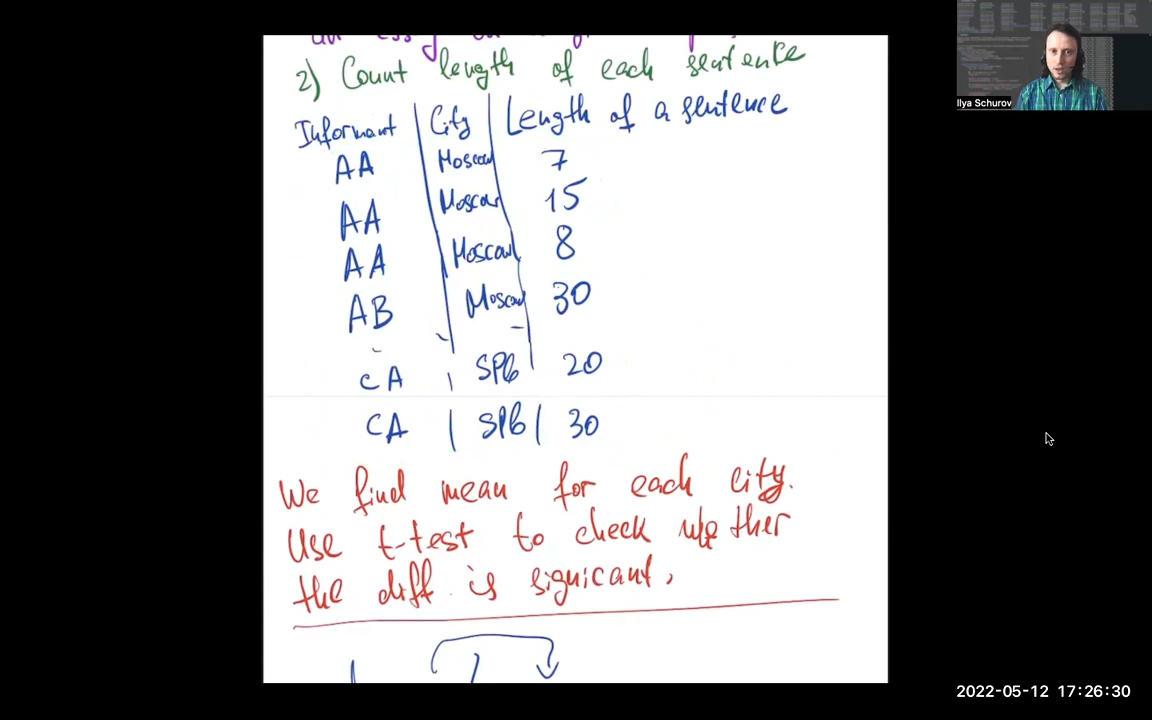 2) Count length of each sentence
Informant | City | Length of a sentence
AA Moscow 7
AA Moscow 15
AA Moscow 8
AB Moscow 30
CA | SPb | 20
CA | SPb | 30
We find mean for each city.
Use t-test to check whether
the diff. is signicant.
Ilya Schurov
2022-05-12 17:26:30